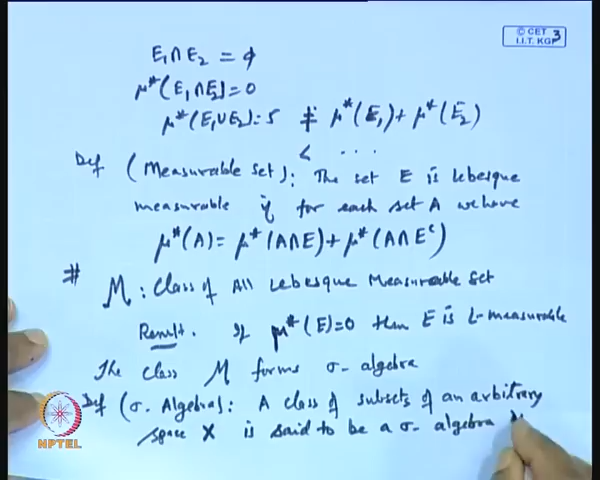 © CET
I.I.T. KGP
3
E₁∩E₂ = ϕ
μ*(E₁∩E₂)=0
μ*(E₁∪E₂)=5 ≠ μ*(E₁)+ μ*(E₂)
< ...
Def (Measurable Set): The set E is lebesgue
measurable if for each set A we have
μ*(A)= μ*(A∩E)+ μ*(A∩Eᶜ)
# M : Class of All Lebesgue Measurable Set
Result. If μ*(E)=0 then E is L-measurable
The class M forms σ- algebra
Def (σ. Algebra): A class of subsets of an arbitrary
space X is said to be a σ- algebra
NPTEL